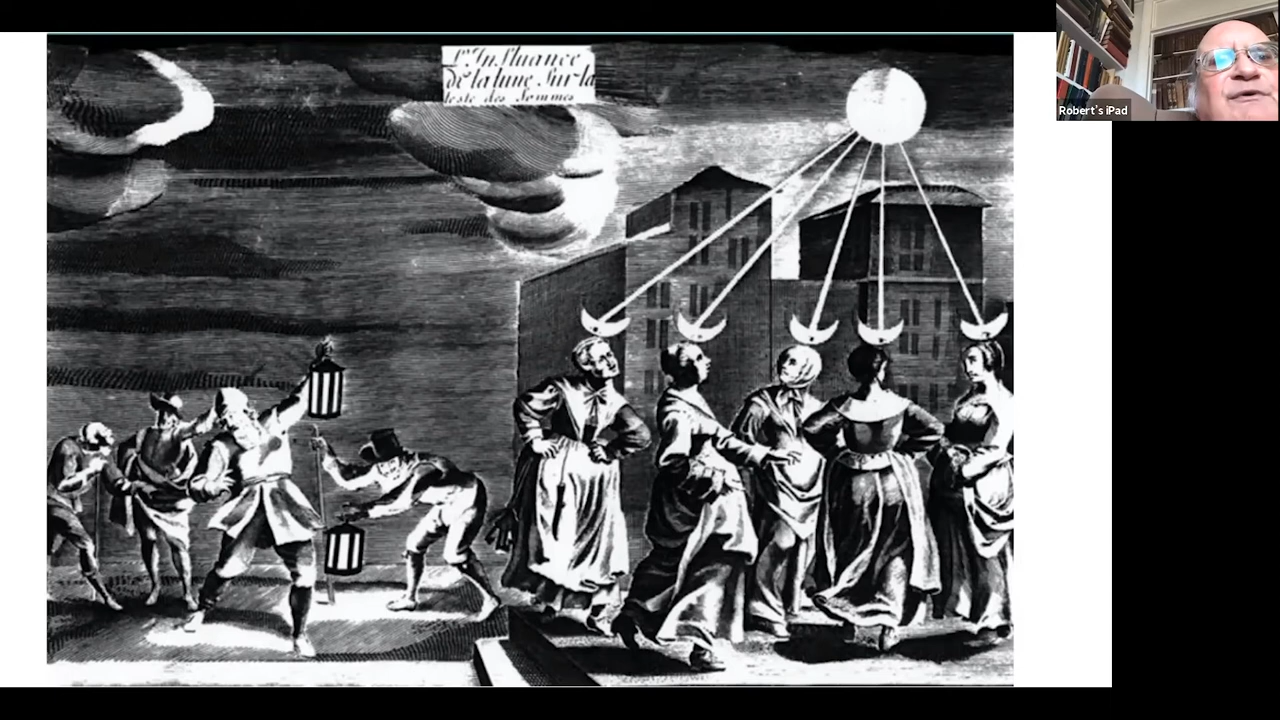 L'Influance
de la lune Sur la
teste des Femmes
Robert's iPad